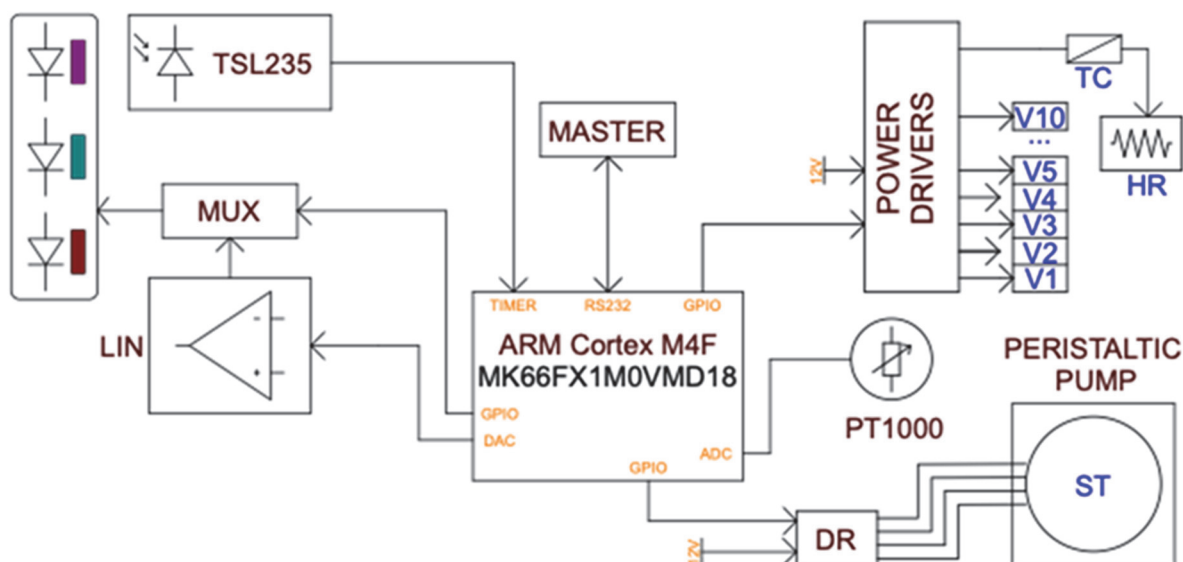 TSL235
MASTER
MUX
LIN
TIMER
RS232
GPIO
ARM Cortex M4F
MK66FX1M0VMD18
GPIO
DAC
GPIO
ADC
12V
POWER
DRIVERS
TC
HR
V10
...
V5
V4
V3
V2
V1
PT1000
PERISTALTIC
PUMP
ST
DR
12V